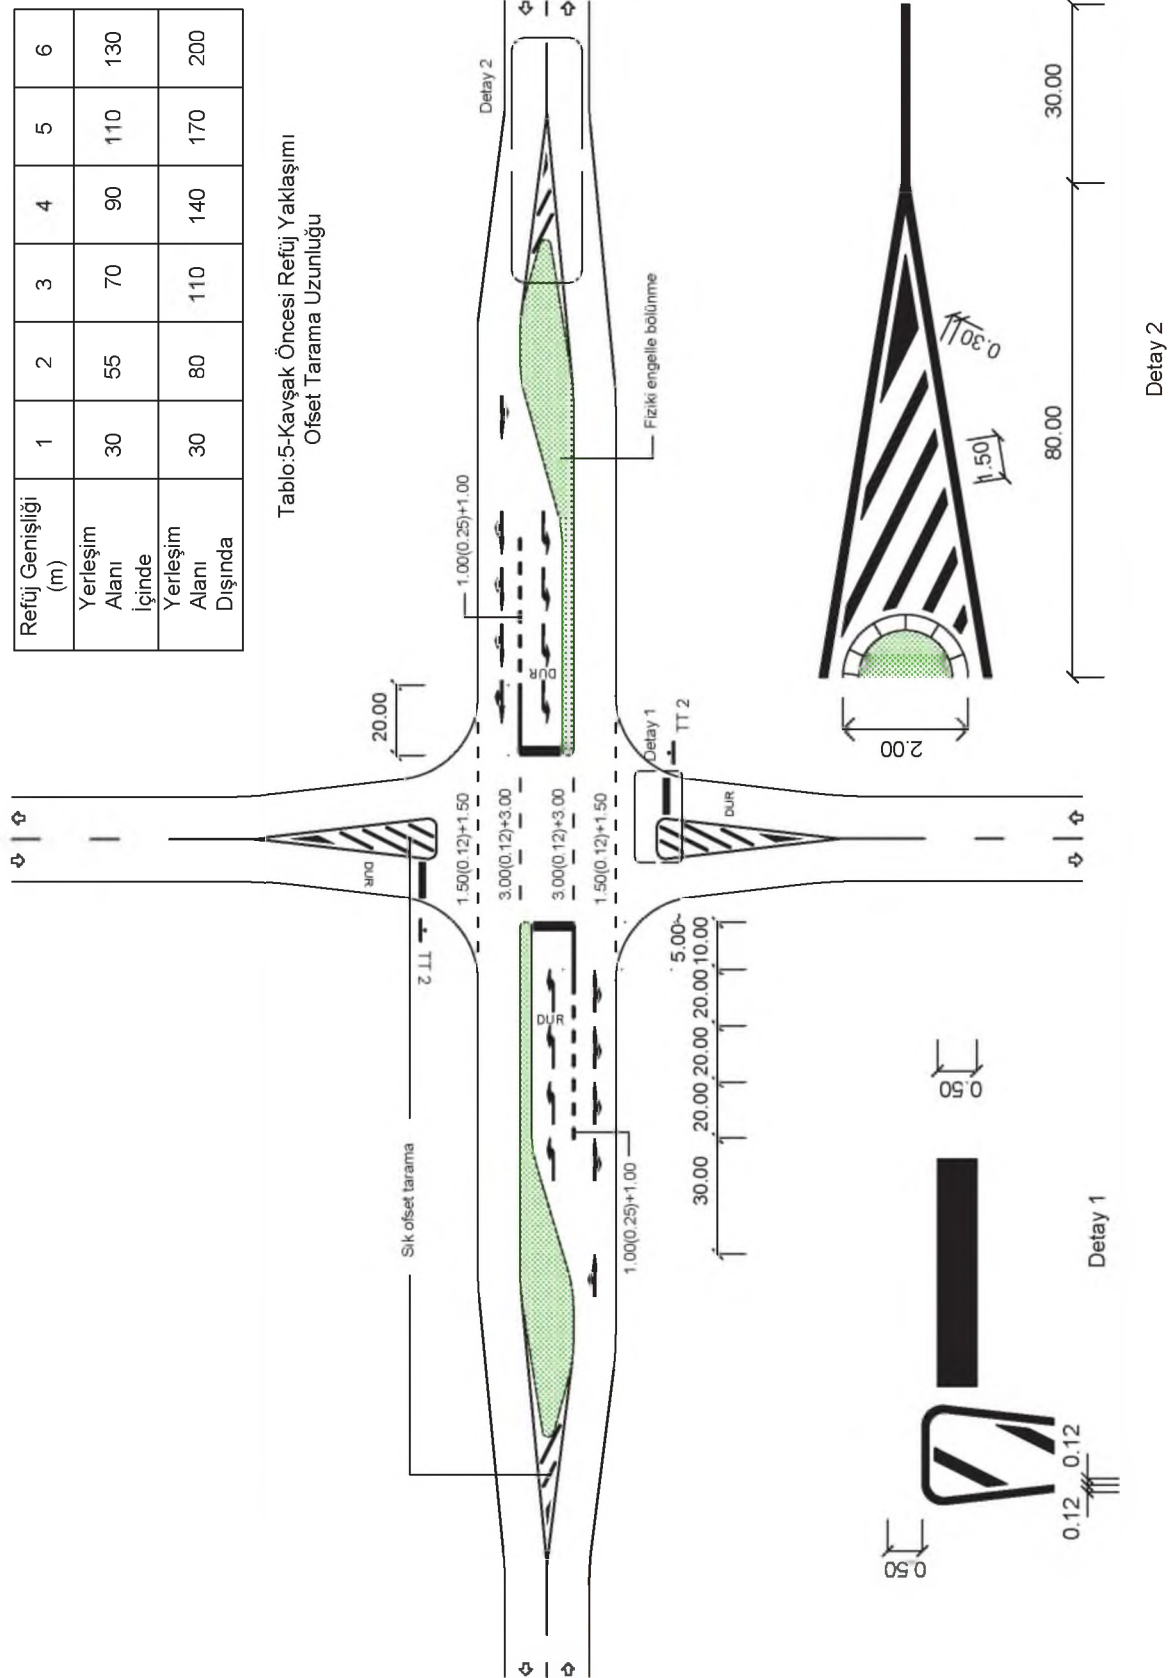 Refüj Genişliği (m) 1 2 3 4 5 6
Yerleşim Alanı İçinde 30 55 70 90 110 130
Yerleşim Alanı Dışında 30 80 110 140 170 200
Tablo:5-Kavşak Öncesi Refüj Yaklaşımı
Ofset Tarama Uzunluğu
Detay 2
1.00(0.25)+1.00
Fiziki engelle bölünme
20.00
DUR
Detay 1
TT 2
DUR
1.50(0.12)+1.50
3.00(0.12)+3.00
3.00(0.12)+3.00
1.50(0.12)+1.50
DUR
TT 2
DUR
5.00~
10.00
20.00
20.00
20.00
30.00
Sık ofset tarama
1.00(0.25)+1.00
30.00
80.00
0.30
1.50
2.00
Detay 2
0.50
0.50
0.12
0.12
Detay 1